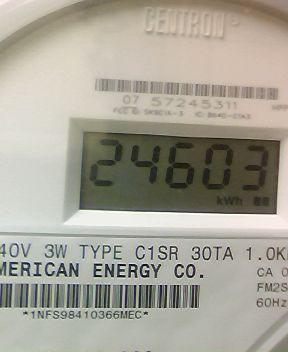 CENTRON®
07 57245311
24603
kWh
40V 3W TYPE C1SR 30TA 1.0K
MERICAN ENERGY CO.
CA 0
FM2S
60Hz
*1NFS98410366MEC*